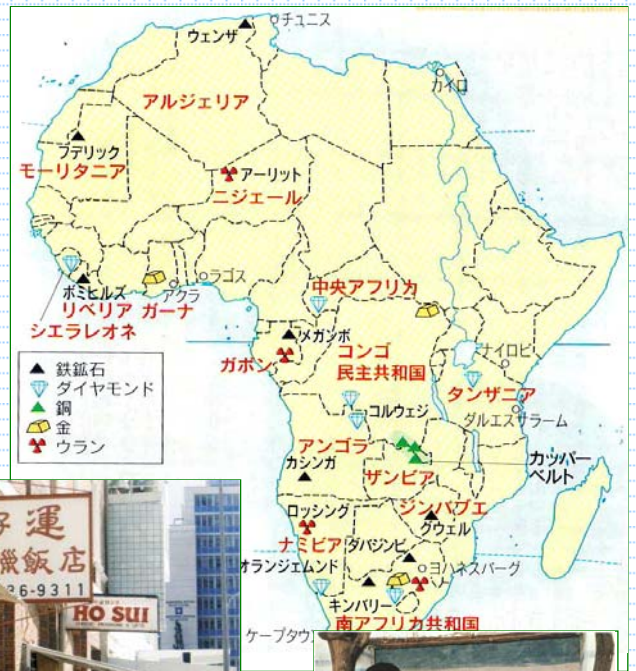 ウェンザ
チュニス
カイロ
アルジェリア
フデリック
モーリタニア
アーリット
ニジェール
ボミヒルズ
リベリア
シエラレオネ
ガーナ
アクラ
ラゴス
中央アフリカ
メガンボ
ガボン
コンゴ
民主共和国
ナイロビ
タンザニア
ダルエスサラーム
コルウェジ
アンゴラ
カシンガ
ザンビア
カッパー
ベルト
ロッシング
ナミビア
ジンバブエ
クウェル
ダバジンビ
オランジェムンド
ヨハネスバーグ
キンバリー
南アフリカ共和国
ケープタウ
鉄鉱石
ダイヤモンド
銅
金
ウラン
運
飯店
36-9311
HO SUI